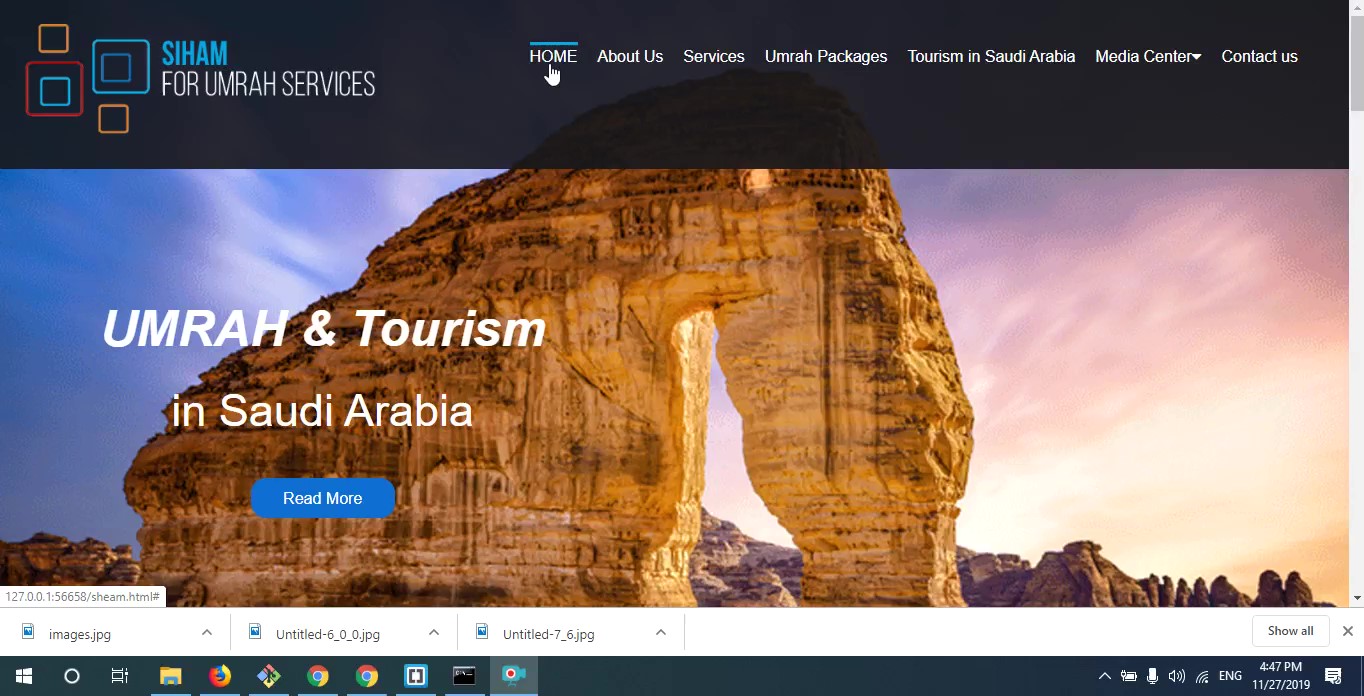 SIHAM
FOR UMRAH SERVICES
HOME About Us Services Umrah Packages Tourism in Saudi Arabia Media Center Contact us
UMRAH & Tourism
in Saudi Arabia
Read More
127.0.0.1:56658/sheam.html#
images.jpg Untitled-6_0_0.jpg Untitled-7_6.jpg Show all
ENG
4:47 PM
11/27/2019